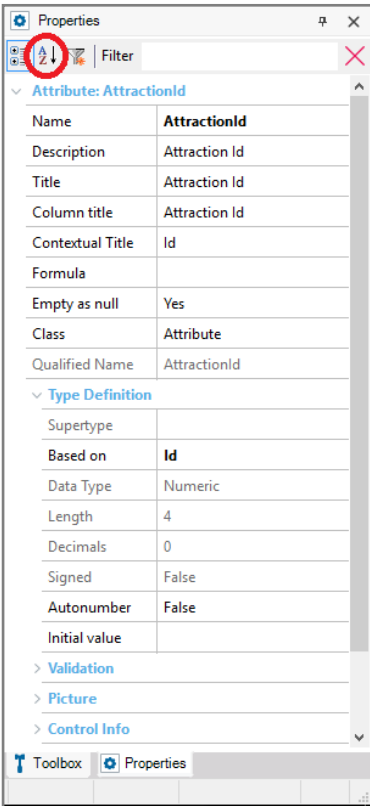 Properties
A Z Filter
Attribute: AttractionId
Name AttractionId
Description Attraction Id
Title Attraction Id
Column title Attraction Id
Contextual Title Id
Formula
Empty as null Yes
Class Attribute
Qualified Name AttractionId
Type Definition
Supertype
Based on Id
Data Type Numeric
Length 4
Decimals 0
Signed False
Autonumber False
Initial value
Validation
Picture
Control Info
Toolbox Properties